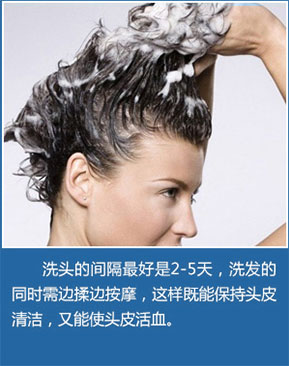 洗头的间隔最好是2-5天，洗发的
同时需边揉边按摩，这样既能保持头皮
清洁，又能使头皮活血。